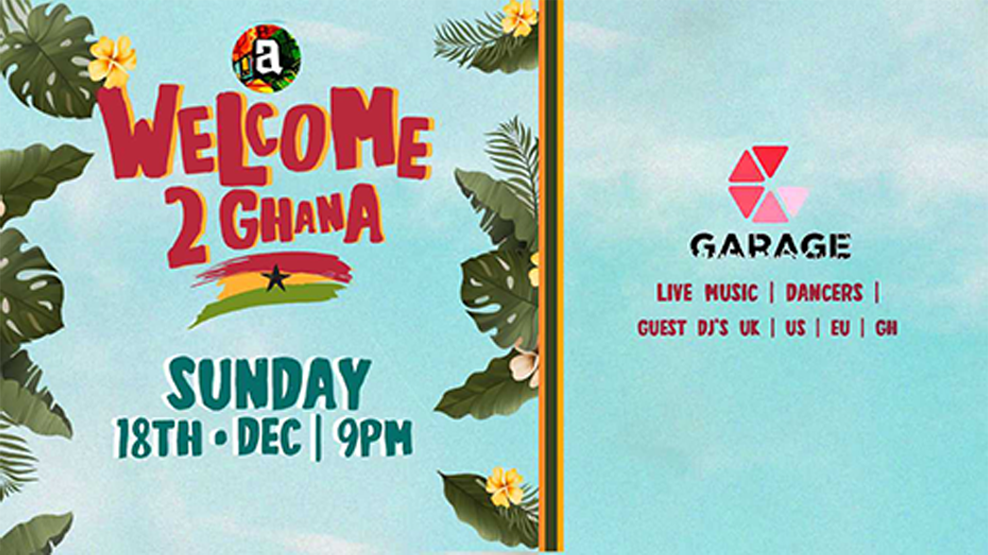 a
WELCOME
2 GHANA
SUNDAY
18TH • DEC | 9PM
GARAGE
LIVE MUSIC | DANCERS |
GUEST DJ'S UK | US | EU | GH